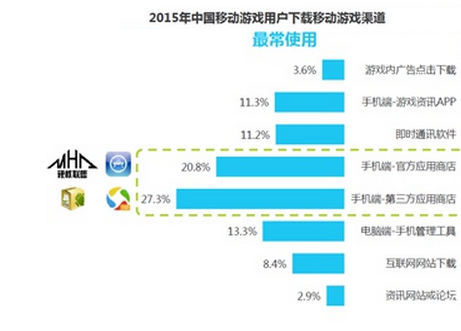 2015年中国移动游戏用户下载移动游戏渠道
最常使用
3.6% 游戏内广告点击下载
11.3% 手机端-游戏资讯APP
11.2% 即时通讯软件
MHA
硬核联盟
20.8% 手机端-官方应用商店
27.3% 手机端-第三方应用商店
13.3% 电脑端-手机管理工具
8.4% 互联网网站下载
2.9% 资讯网站或论坛